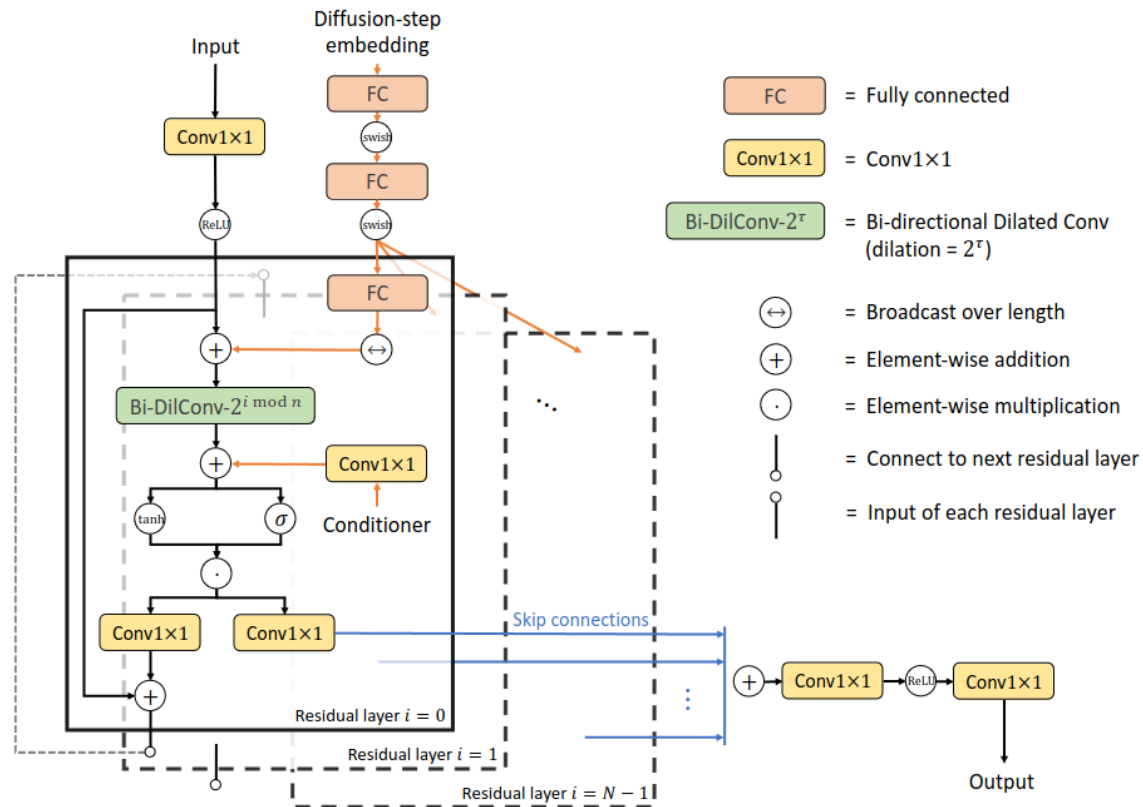 Input
Diffusion-step
embedding
FC
swish
FC
swish
Conv1×1
ReLU
FC
↔
+
Bi-DilConv-2^{i mod n}
+
Conv1×1
Conditioner
tanh
σ
·
Conv1×1
Conv1×1
+
Residual layer i = 0
Residual layer i = 1
Residual layer i = N − 1
⋱
Skip connections
⋮
+
Conv1×1
ReLU
Conv1×1
Output
FC = Fully connected
Conv1×1 = Conv1×1
Bi-DilConv-2^τ = Bi-directional Dilated Conv
(dilation = 2^τ)
↔ = Broadcast over length
+ = Element-wise addition
· = Element-wise multiplication
= Connect to next residual layer
= Input of each residual layer